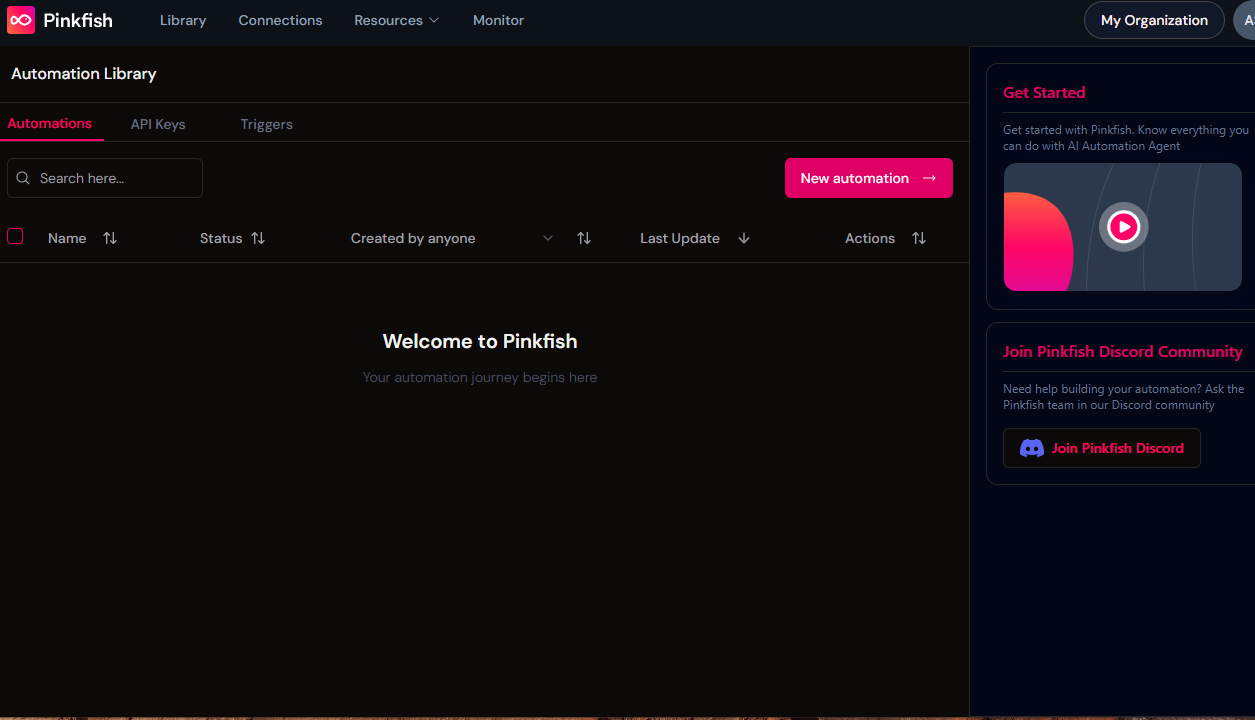 Pinkfish
Library
Connections
Resources
Monitor
My Organization
Automation Library
Automations
API Keys
Triggers
Search here...
New automation
Name
Status
Created by anyone
Last Update
Actions
Welcome to Pinkfish
Your automation journey begins here
Get Started
Get started with Pinkfish. Know everything you
can do with AI Automation Agent
Join Pinkfish Discord Community
Need help building your automation? Ask the
Pinkfish team in our Discord community
Join Pinkfish Discord